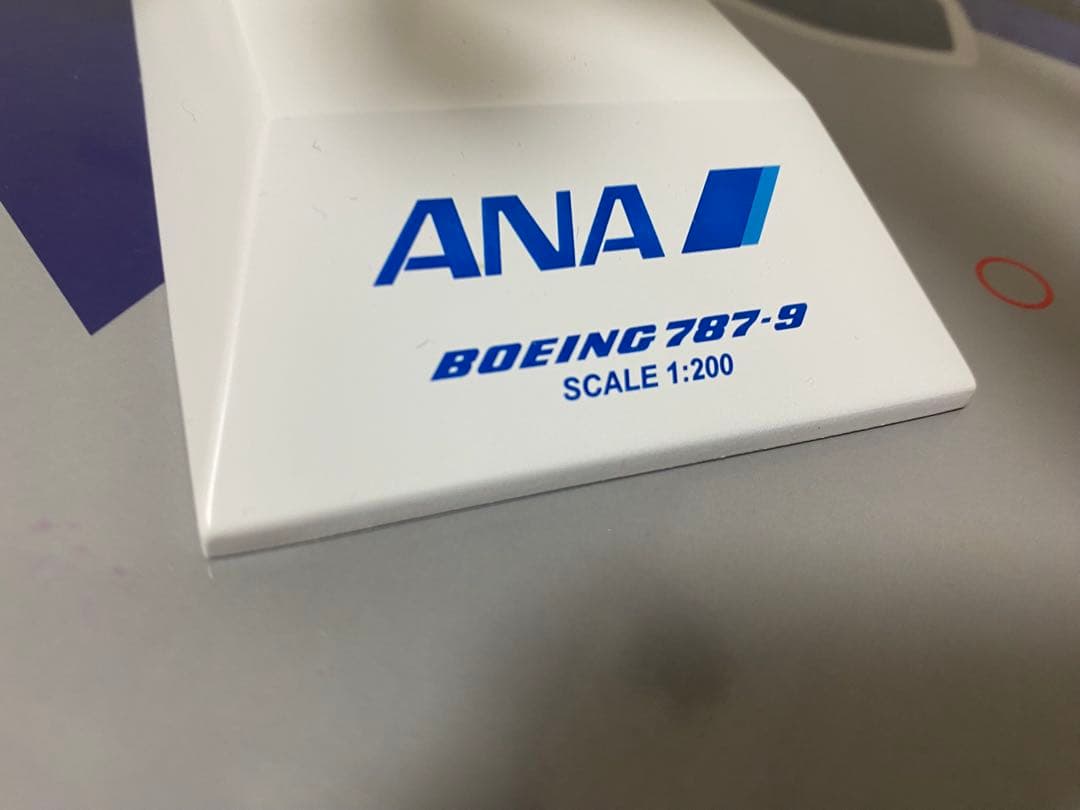 ANA
BOEING 787-9
SCALE 1:200